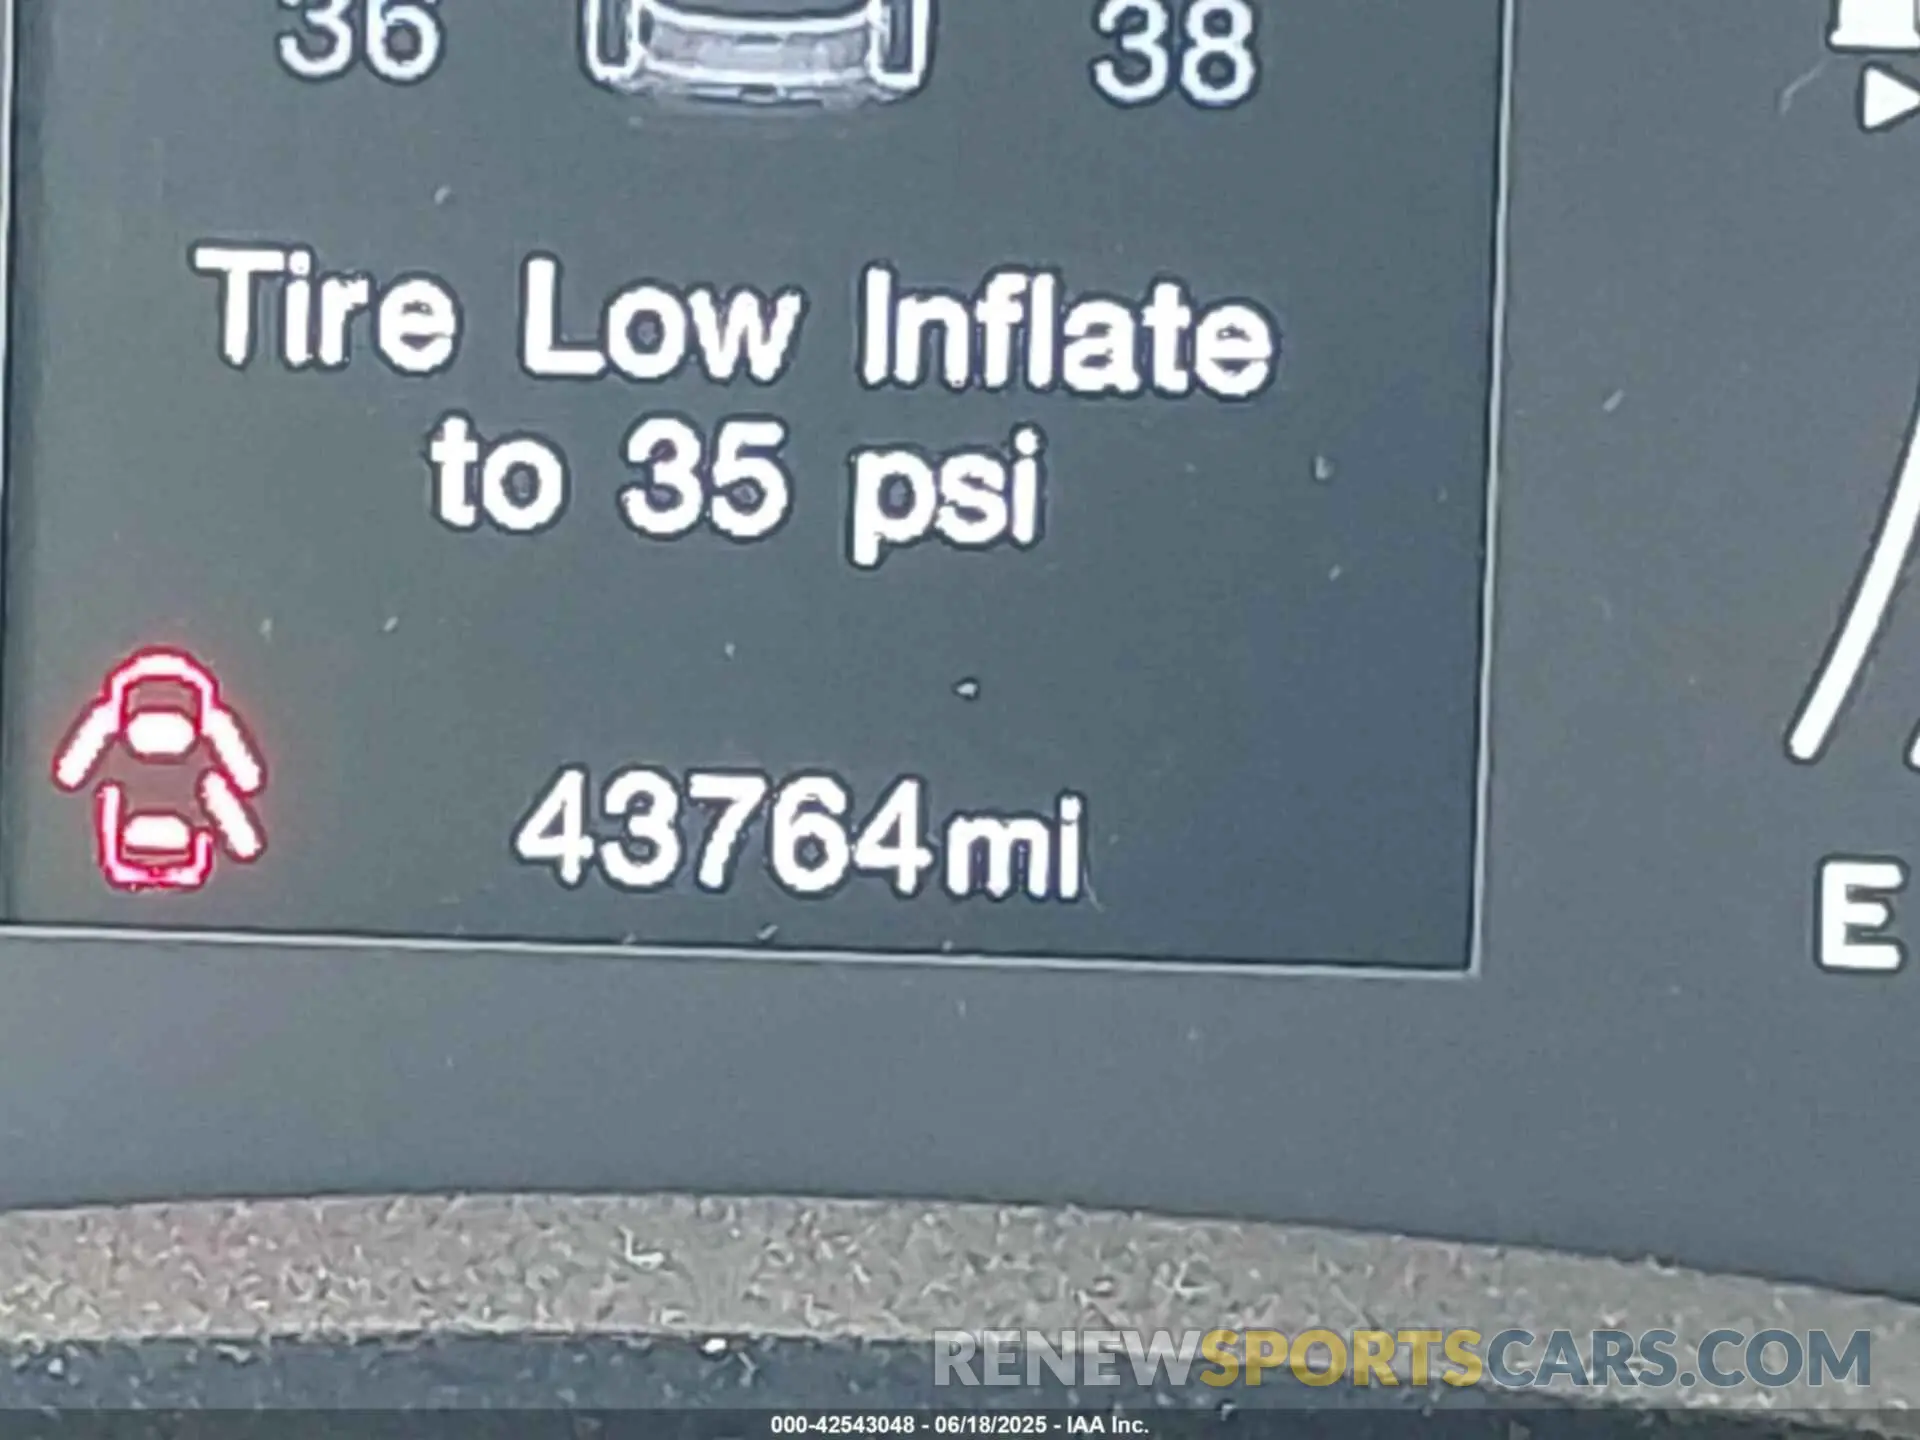 36 38
Tire Low Inflate
to 35 psi
43764mi
E
RENEWSPORTSCARS.COM
000-42543048 - 06/18/2025 - IAA Inc.